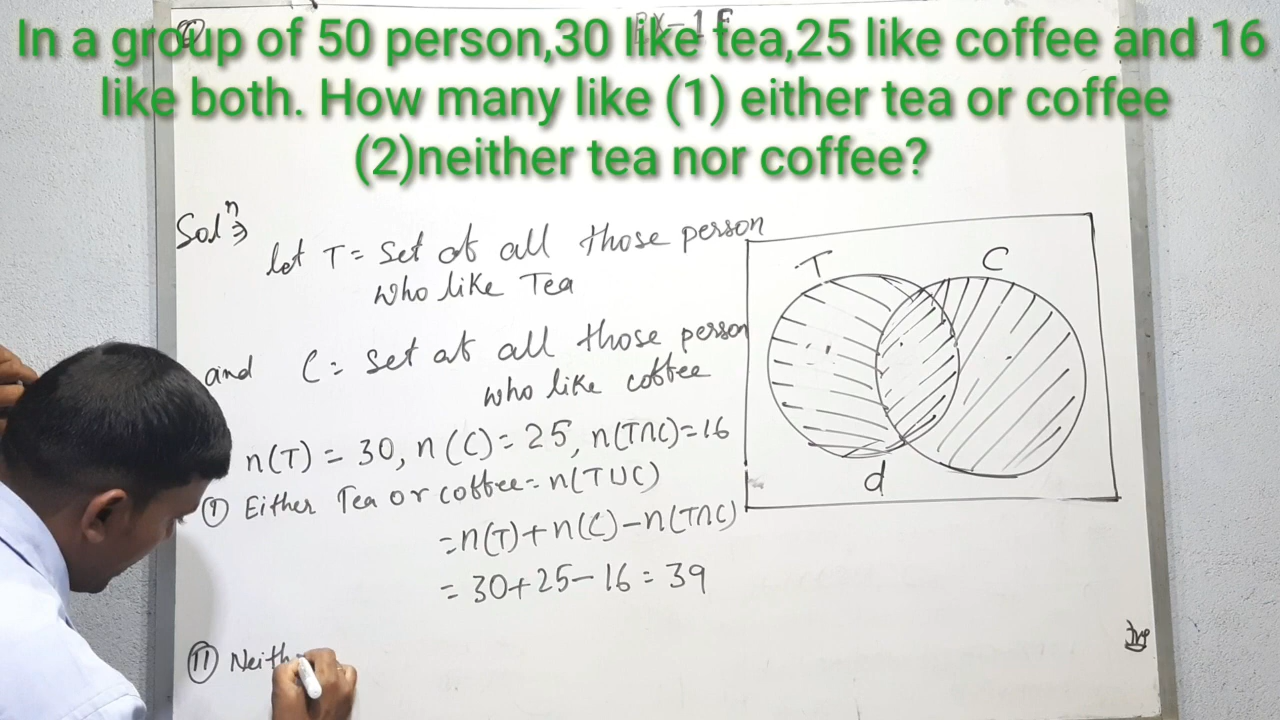 In a group of 50 person,30 like tea,25 like coffee and 16
like both. How many like (1) either tea or coffee
(2)neither tea nor coffee?
Solⁿ ⇒
let T = Set of all those person
who like Tea
T C
and C = set of all those person
who like coffee
n(T) = 30, n(C) = 25, n(T∩C)=16
(i) Either Tea or coffee = n(T∪C)
d
= n(T)+n(C)-n(T∩C)
= 30+25-16 = 39
(ii) Neith